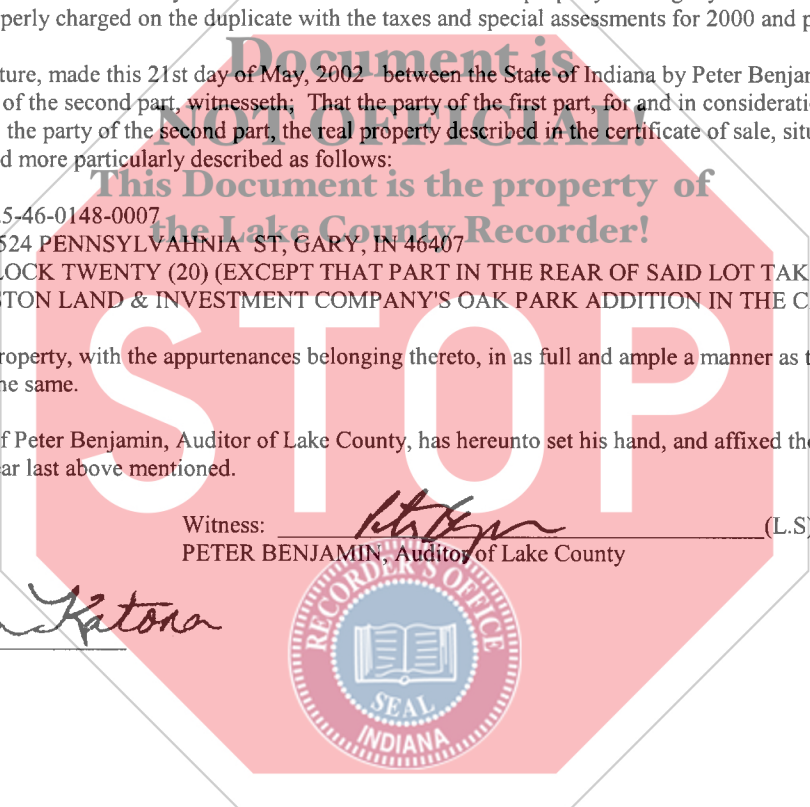 perly charged on the duplicate with the taxes and special assessments for 2000 and p
Document is
ture, made this 21st day of May, 2002 between the State of Indiana by Peter Benjam
of the second part, witnesseth; That the party of the first part, for and in considerati
NOT OFFICIAL!
the party of the second part, the real property described in the certificate of sale, situ
d more particularly described as follows:
This Document is the property of
5-46-0148-0007
the Lake County Recorder!
524 PENNSYLVAHNIA ST, GARY, IN 46407
LOCK TWENTY (20) (EXCEPT THAT PART IN THE REAR OF SAID LOT TAK
STON LAND & INVESTMENT COMPANY'S OAK PARK ADDITION IN THE C
STOP
roperty, with the appurtenances belonging thereto, in as full and ample a manner as t
he same.
f Peter Benjamin, Auditor of Lake County, has hereunto set his hand, and affixed the
ar last above mentioned.
Witness: (L.S)
PETER BENJAMIN, Auditor of Lake County
Katona
RECORDER'S OFFICE
SEAL
INDIANA